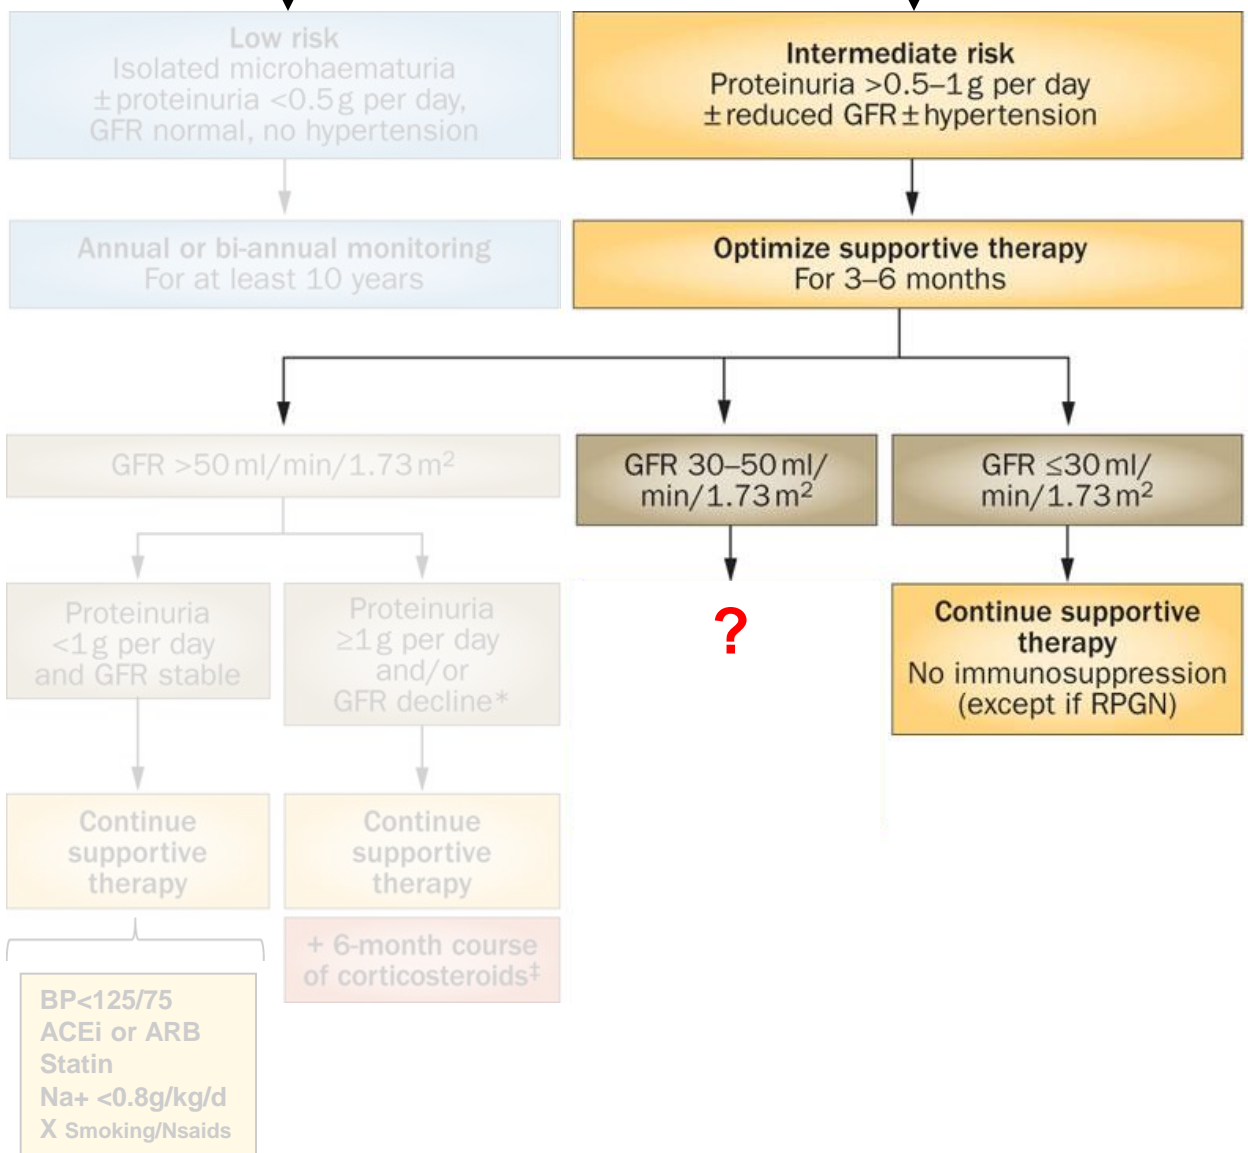 Low risk
Isolated microhaematuria
± proteinuria <0.5 g per day,
GFR normal, no hypertension
Intermediate risk
Proteinuria >0.5–1 g per day
± reduced GFR ± hypertension
Annual or bi-annual monitoring
For at least 10 years
Optimize supportive therapy
For 3–6 months
GFR >50 ml/min/1.73 m²
GFR 30–50 ml/
min/1.73 m²
GFR ≤30 ml/
min/1.73 m²
Proteinuria
<1 g per day
and GFR stable
Proteinuria
≥1 g per day
and/or
GFR decline*
?
Continue supportive
therapy
No immunosuppression
(except if RPGN)
Continue
supportive
therapy
Continue
supportive
therapy
+ 6-month course
of corticosteroids‡
BP<125/75
ACEi or ARB
Statin
Na+ <0.8g/kg/d
X Smoking/Nsaids